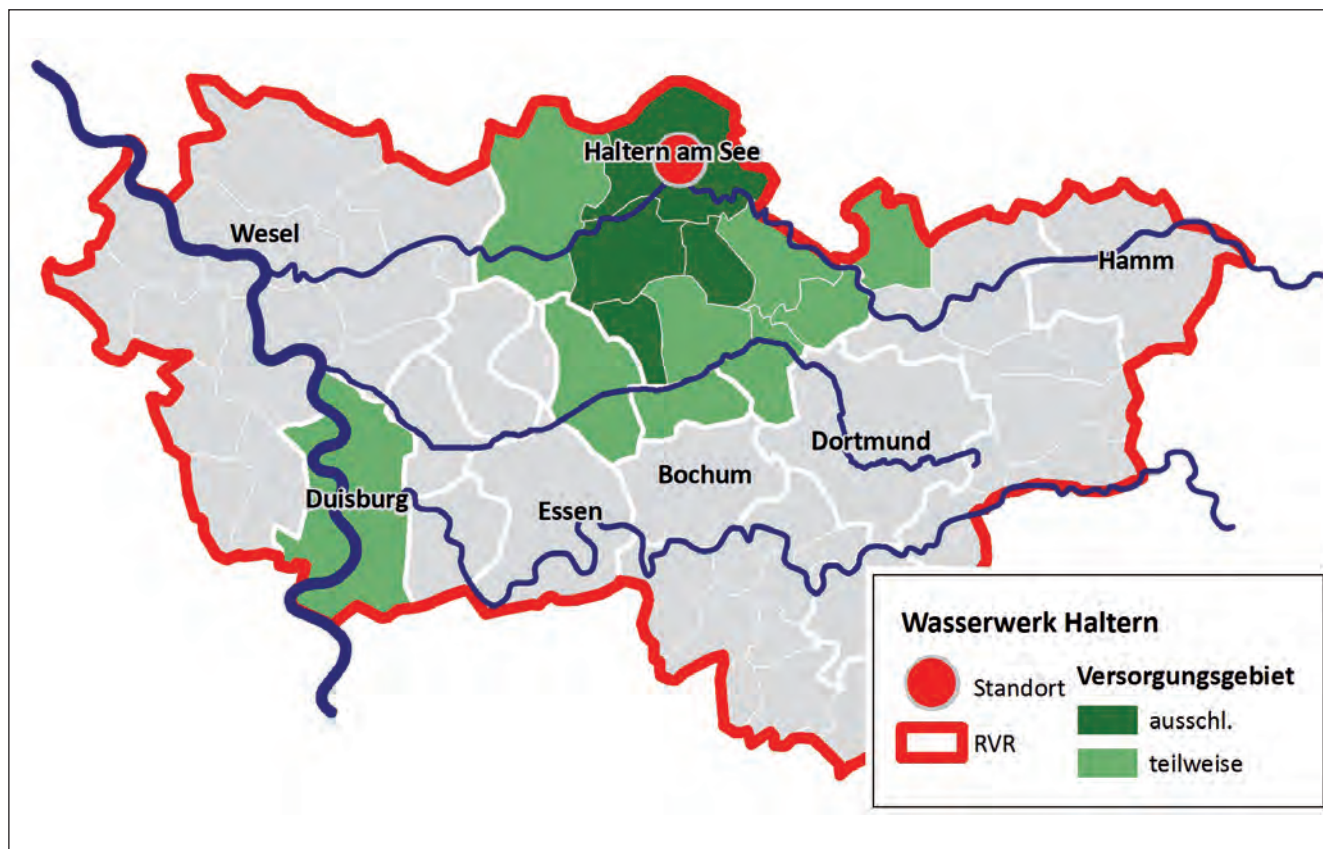 Haltern am See
Wesel
Hamm
Dortmund
Bochum
Duisburg
Essen
Wasserwerk Haltern
Standort
RVR
Versorgungsgebiet
ausschl.
teilweise